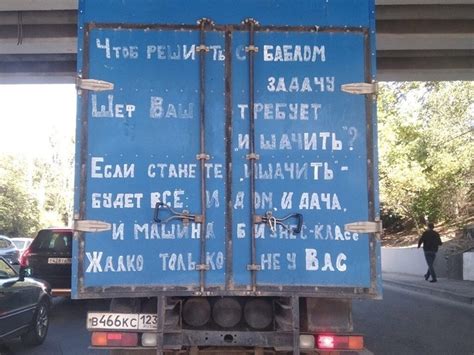 Чтоб решить с баблом
задачу
Шеф Ваш требует
„ишачить"?
Если станете „ишачить" -
будет всё: и дом, и дача,
и машина бизнес-класс
Жалко только не у Вас
в466кс 123